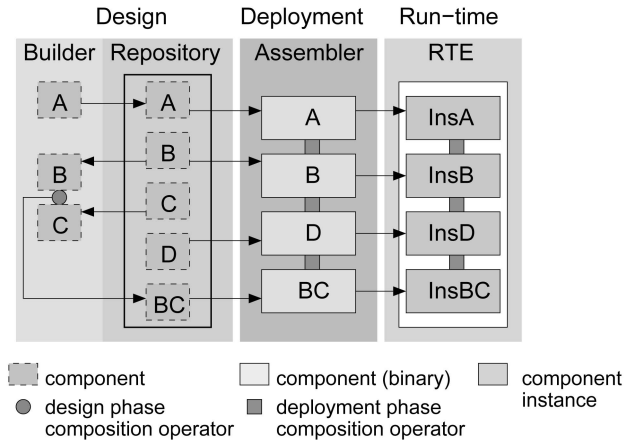 Design Deployment Run-time
Builder Repository Assembler RTE
A A A InsA
B B B InsB
C C D InsD
D BC InsBC
BC
component component (binary) component instance
design phase composition operator deployment phase composition operator